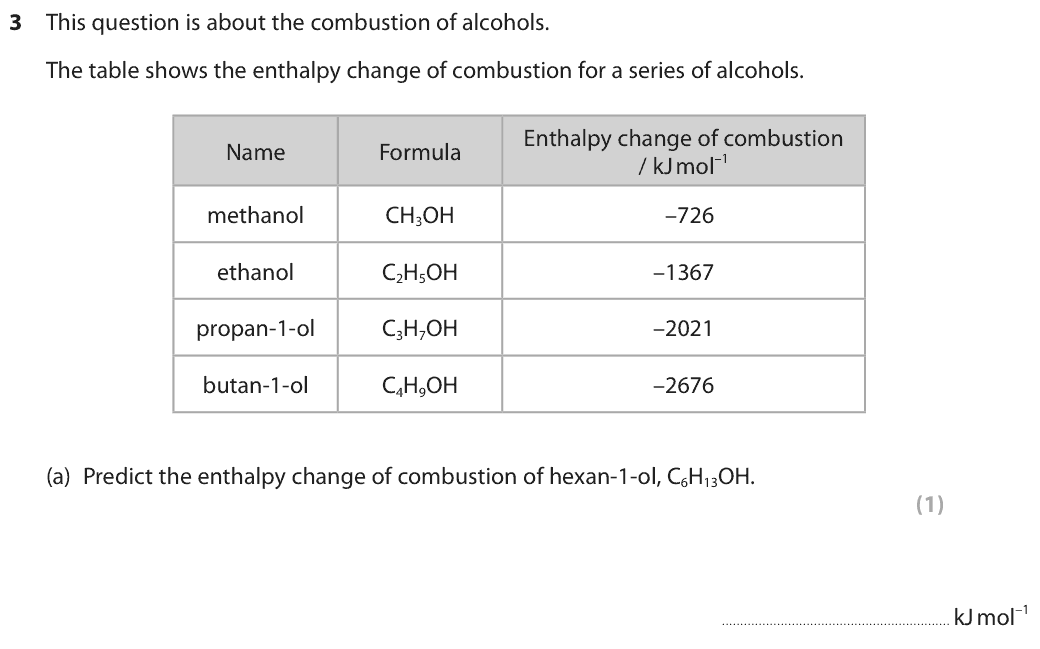 3 This question is about the combustion of alcohols.
The table shows the enthalpy change of combustion for a series of alcohols.
Name Formula Enthalpy change of combustion
/ kJ mol⁻¹
methanol CH₃OH –726
ethanol C₂H₅OH –1367
propan-1-ol C₃H₇OH –2021
butan-1-ol C₄H₉OH –2676
(a) Predict the enthalpy change of combustion of hexan-1-ol, C₆H₁₃OH.
(1)
.............................................................. kJ mol⁻¹